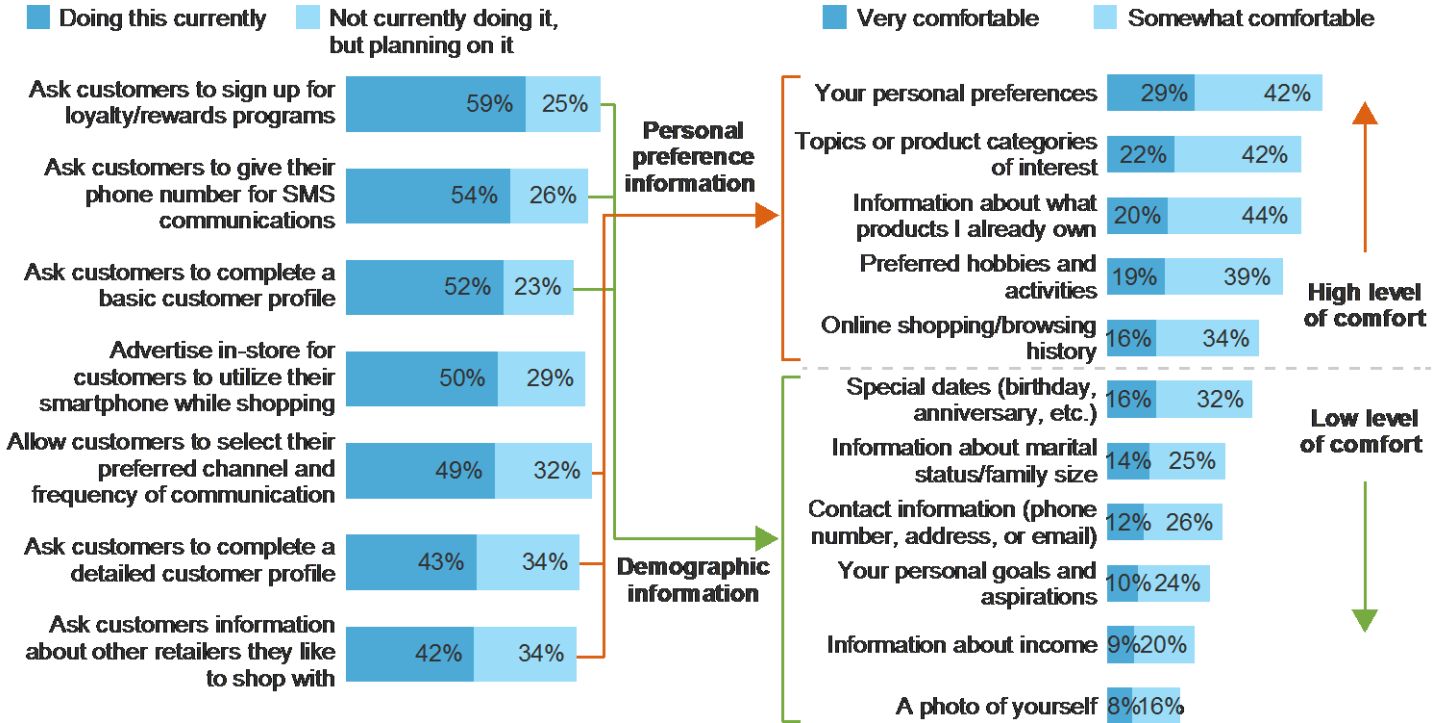 Doing this currently
Not currently doing it,
but planning on it
Ask customers to sign up for
loyalty/rewards programs
59% 25%
Ask customers to give their
phone number for SMS
communications
54% 26%
Ask customers to complete a
basic customer profile
52% 23%
Advertise in-store for
customers to utilize their
smartphone while shopping
50% 29%
Allow customers to select their
preferred channel and
frequency of communication
49% 32%
Ask customers to complete a
detailed customer profile
43% 34%
Ask customers information
about other retailers they like
to shop with
42% 34%
Personal
preference
information
Demographic
information
Very comfortable
Somewhat comfortable
Your personal preferences
29% 42%
Topics or product categories
of interest
22% 42%
Information about what
products I already own
20% 44%
Preferred hobbies and
activities
19% 39%
Online shopping/browsing
history
16% 34%
Special dates (birthday,
anniversary, etc.)
16% 32%
Information about marital
status/family size
14% 25%
Contact information (phone
number, address, or email)
12% 26%
Your personal goals and
aspirations
10% 24%
Information about income
9% 20%
A photo of yourself
8% 16%
High level
of comfort
Low level
of comfort